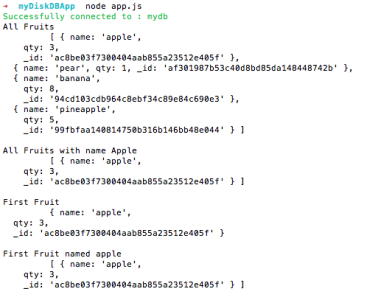 → myDiskDBApp node app.js
Successfully connected to : mydb
All Fruits
[ { name: 'apple',
qty: 3,
_id: 'ac8be03f7300404aab855a23512e405f' },
{ name: 'pear', qty: 1, _id: 'af301987b53c40d8bd85da148448742b' },
{ name: 'banana',
qty: 8,
_id: '94cd103cdb964c8ebf34c89e84c690e3' },
{ name: 'pineapple',
qty: 5,
_id: '99fbfaa140814750b316b146bb48e044' } ]
All Fruits with name Apple
[ { name: 'apple',
qty: 3,
_id: 'ac8be03f7300404aab855a23512e405f' } ]
First Fruit
{ name: 'apple',
qty: 3,
_id: 'ac8be03f7300404aab855a23512e405f' }
First Fruit named apple
[ { name: 'apple',
qty: 3,
_id: 'ac8be03f7300404aab855a23512e405f' } ]